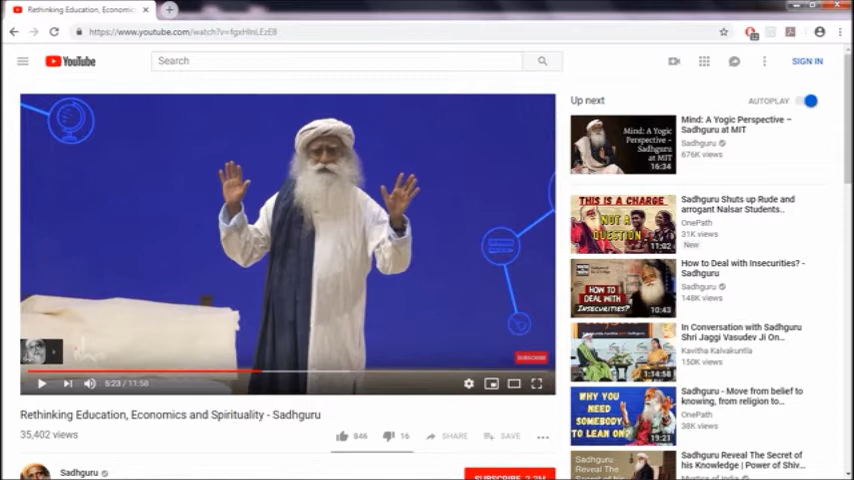 Rethinking Education, Economic
https://www.youtube.com/watch?v=
YouTube
Search
SIGN IN
SUBSCRIBE
5:23 / 11:58
Rethinking Education, Economics and Spirituality - Sadhguru
35,402 views
846
16
SHARE
SAVE
Sadhguru
SUBSCRIBE
Up next
AUTOPLAY
Mind: A Yogic
Perspective –
Sadhguru
at MIT
16:34
Mind: A Yogic Perspective –
Sadhguru at MIT
Sadhguru
676K views
THIS IS A CHARGE
NOT A
QUESTION
11:02
Sadhguru Shuts up Rude and
arrogant Nalsar Students..
OnePath
31K views
New
HOW TO
DEAL WITH
INSECURITIES?
10:43
How to Deal with Insecurities? -
Sadhguru
Sadhguru
148K views
1:14:58
In Conversation with Sadhguru
Shri Jaggi Vasudev Ji On...
Kavitha Kalvakuntla
150K views
WHY YOU
NEED
SOMEBODY
TO LEAN ON?
19:21
Sadhguru - Move from belief to
knowing, from religion to...
OnePath
38K views
Sadhguru
Reveal The
Secret of
Sadhguru Reveal The Secret of
his Knowledge | Power of Shiv...